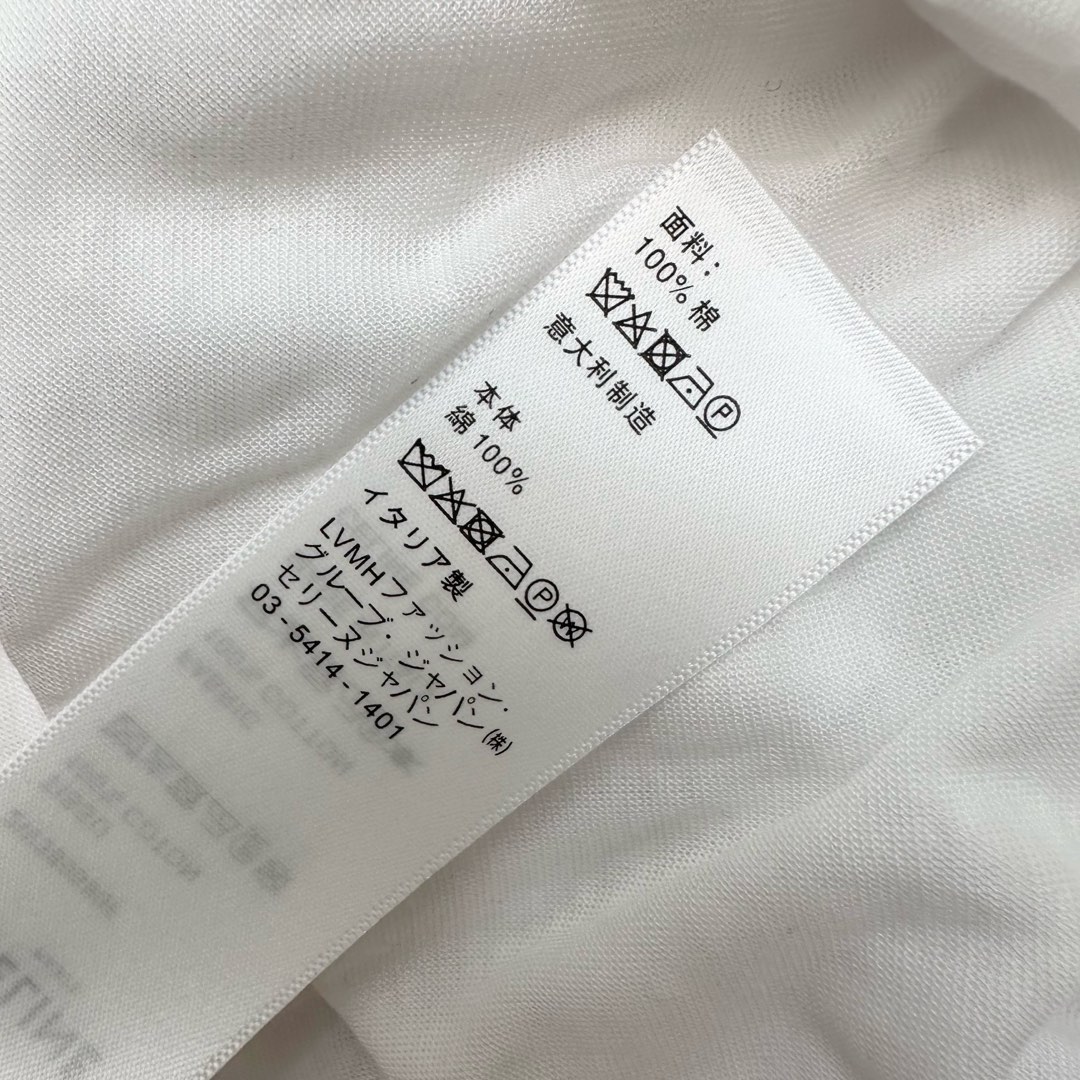 面料:
100% 棉
P
意大利制造
本体
綿 100%
P W
イタリア製
LVMHファッション・
グループ・ジャパン(株)
セリーヌジャパン
03-5414-1401